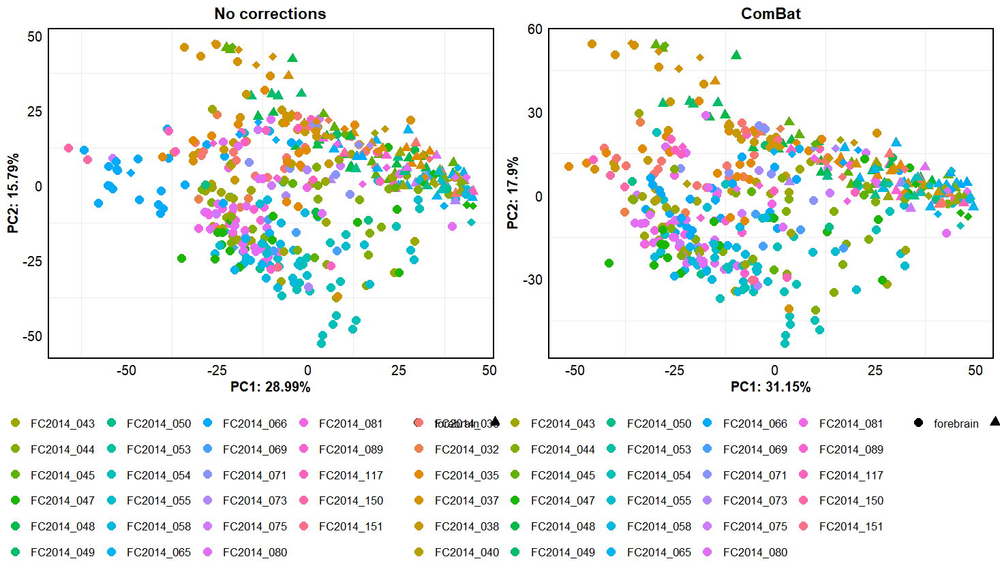 No corrections
ComBat
50
25
0
-25
-50
PC2: 15.79%
-50 -25 0 25 50
PC1: 28.99%
60
30
0
-30
PC2: 17.9%
-50 -25 0 25 50
PC1: 31.15%
FC2014_043 FC2014_050 FC2014_066 FC2014_081 forebrain
FC2014_044 FC2014_053 FC2014_069 FC2014_089
FC2014_045 FC2014_054 FC2014_071 FC2014_117
FC2014_047 FC2014_055 FC2014_073 FC2014_150
FC2014_048 FC2014_058 FC2014_075 FC2014_151
FC2014_049 FC2014_065 FC2014_080
FC2014_043 FC2014_050 FC2014_066 FC2014_081 forebrain
FC2014_032 FC2014_044 FC2014_053 FC2014_069 FC2014_089
FC2014_035 FC2014_045 FC2014_054 FC2014_071 FC2014_117
FC2014_037 FC2014_047 FC2014_055 FC2014_073 FC2014_150
FC2014_038 FC2014_048 FC2014_058 FC2014_075 FC2014_151
FC2014_040 FC2014_049 FC2014_065 FC2014_080